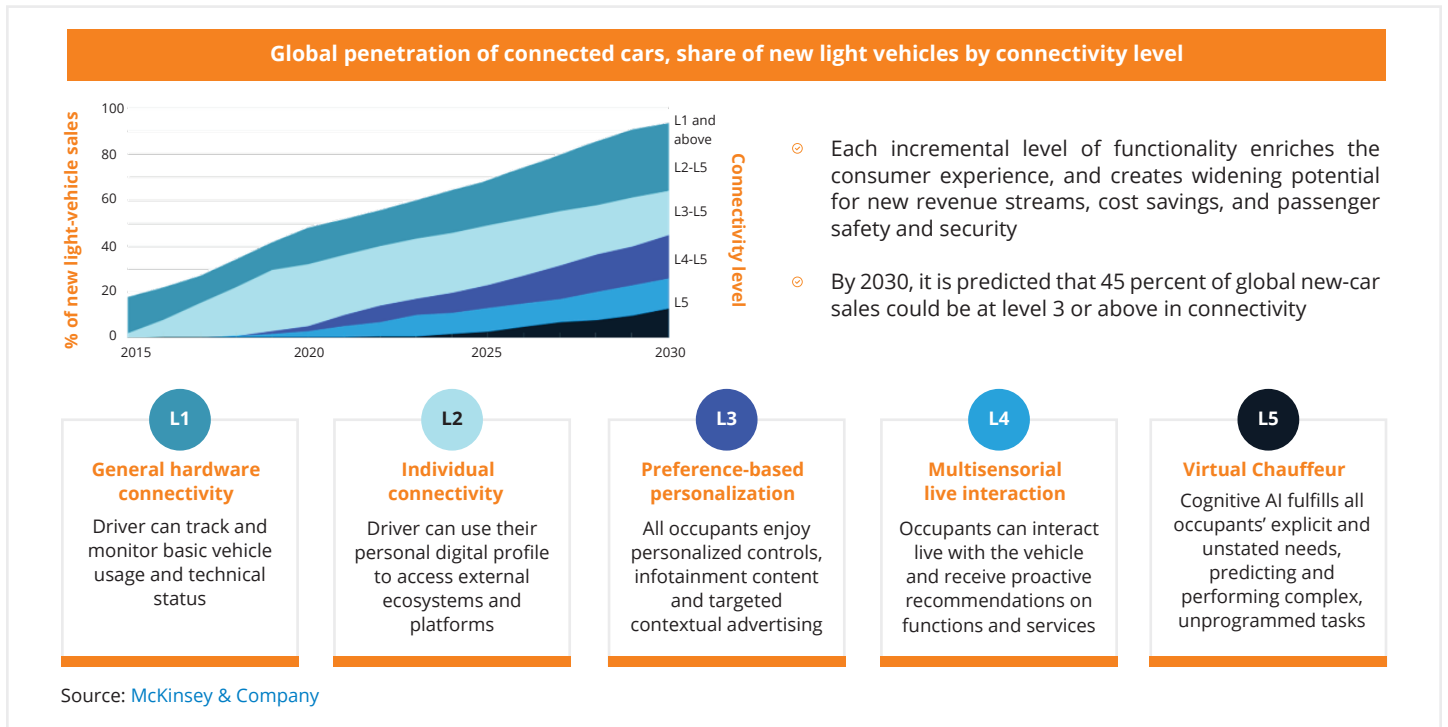 Global penetration of connected cars, share of new light vehicles by connectivity level
% of new light-vehicle sales
100
80
60
40
20
0
2015
2020
2025
2030
L1 and
above
L2-L5
L3-L5
L4-L5
L5
Connectivity level
Each incremental level of functionality enriches the
consumer experience, and creates widening potential
for new revenue streams, cost savings, and passenger
safety and security
By 2030, it is predicted that 45 percent of global new-car
sales could be at level 3 or above in connectivity
L1
General hardware
connectivity
Driver can track and
monitor basic vehicle
usage and technical
status
L2
Individual
connectivity
Driver can use their
personal digital profile
to access external
ecosystems and
platforms
L3
Preference-based
personalization
All occupants enjoy
personalized controls,
infotainment content
and targeted
contextual advertising
L4
Multisensorial
live interaction
Occupants can interact
live with the vehicle
and receive proactive
recommendations on
functions and services
L5
Virtual Chauffeur
Cognitive AI fulfills all
occupants’ explicit and
unstated needs,
predicting and
performing complex,
unprogrammed tasks
Source: McKinsey & Company